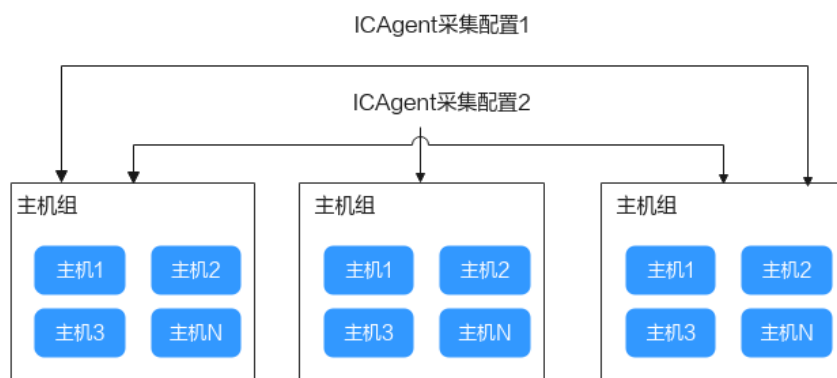 ICAgent采集配置1
ICAgent采集配置2
主机组 主机组 主机组
主机1 主机2 主机1 主机2 主机1 主机2
主机3 主机N 主机3 主机N 主机3 主机N